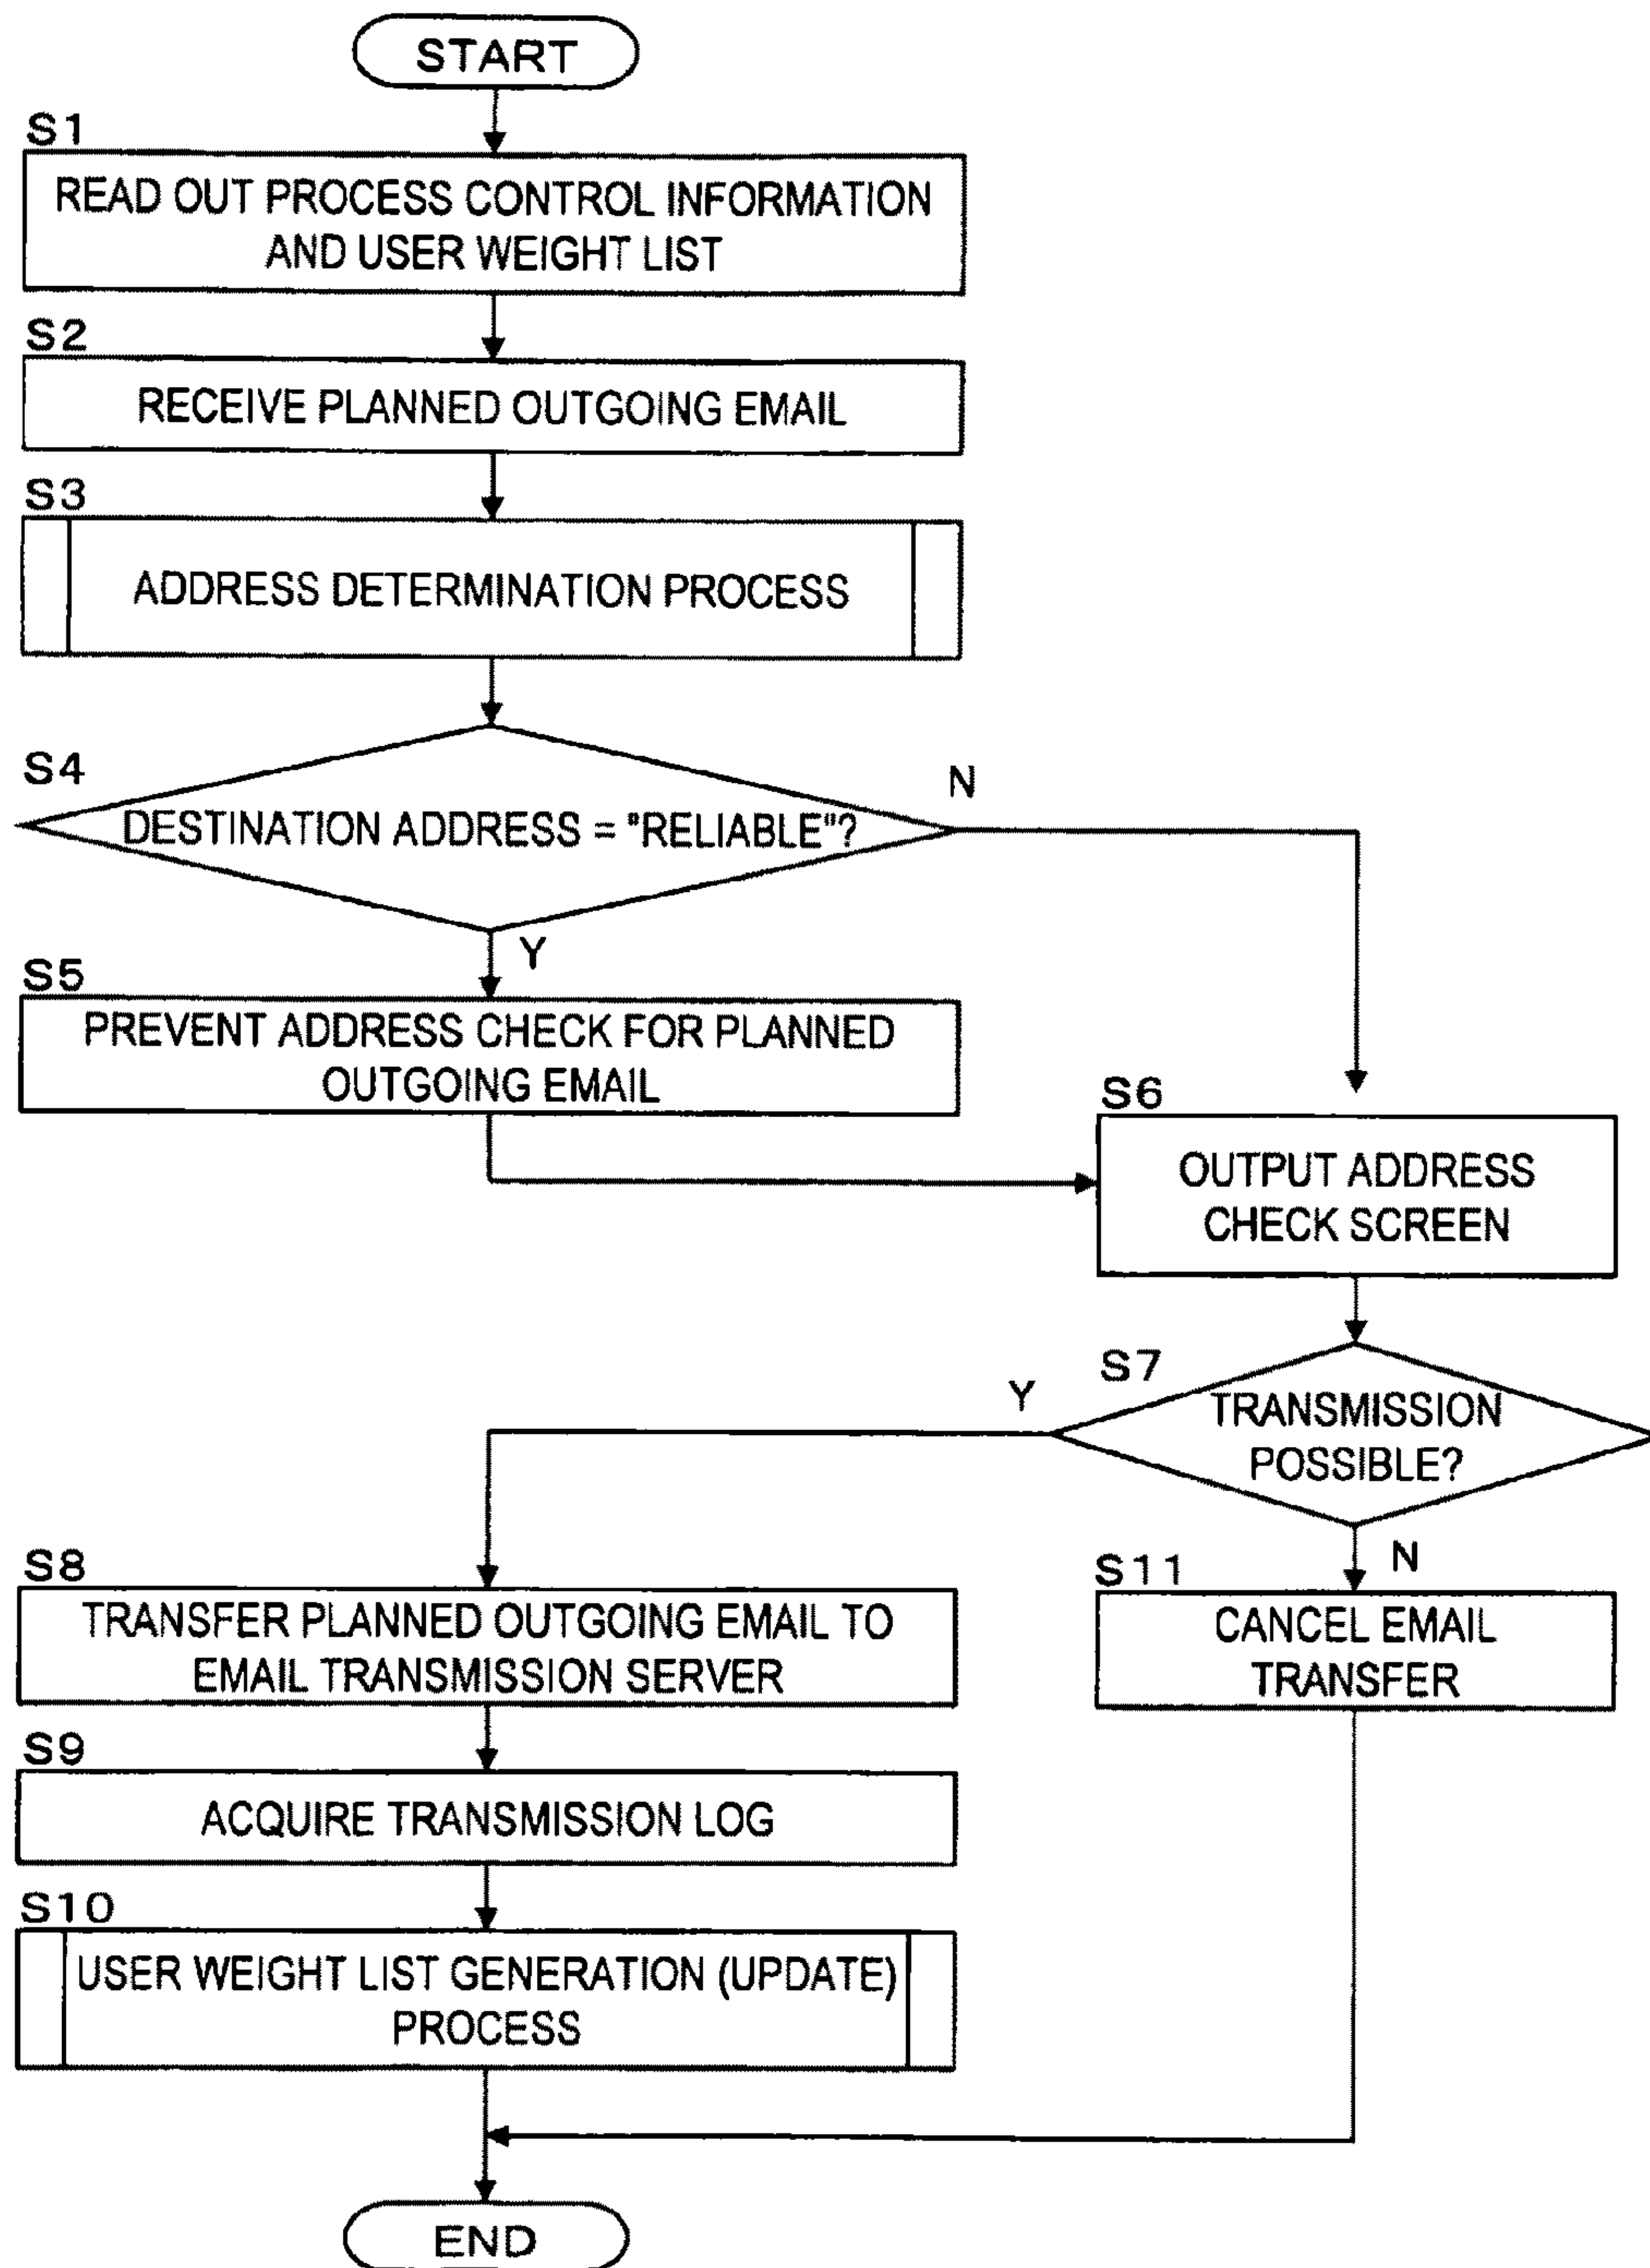 START
S1
READ OUT PROCESS CONTROL INFORMATION
AND USER WEIGHT LIST
S2
RECEIVE PLANNED OUTGOING EMAIL
S3
ADDRESS DETERMINATION PROCESS
S4
DESTINATION ADDRESS = "RELIABLE"?
N
Y
S5
PREVENT ADDRESS CHECK FOR PLANNED
OUTGOING EMAIL
S6
OUTPUT ADDRESS
CHECK SCREEN
S7
TRANSMISSION
POSSIBLE?
Y
N
S8
TRANSFER PLANNED OUTGOING EMAIL TO
EMAIL TRANSMISSION SERVER
S11
CANCEL EMAIL
TRANSFER
S9
ACQUIRE TRANSMISSION LOG
S10
USER WEIGHT LIST GENERATION (UPDATE)
PROCESS
END